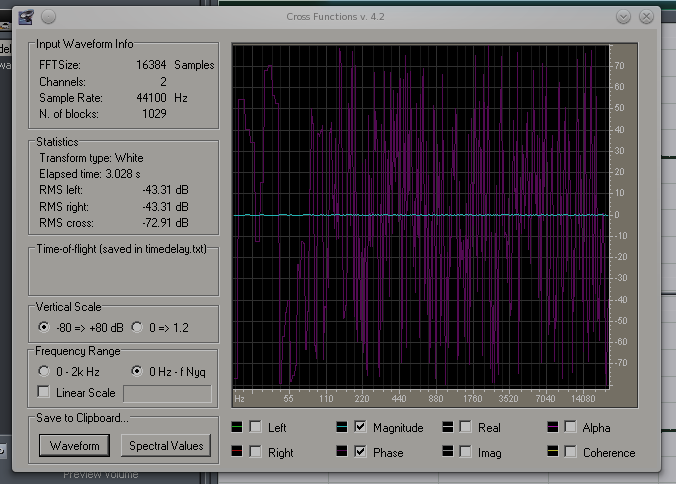 Cross Functions v. 4.2
Input Waveform Info
FFTSize: 16384 Samples
Channels: 2
Sample Rate: 44100 Hz
N. of blocks: 1029
Statistics
Transform type: White
Elapsed time: 3.028 s
RMS left: -43.31 dB
RMS right: -43.31 dB
RMS cross: -72.91 dB
Time-of-flight (saved in timedelay.txt)
Vertical Scale
-80 => +80 dB 0 => 1.2
Frequency Range
0 - 2k Hz 0 Hz - f Nyq
Linear Scale
Save to Clipboard...
Waveform Spectral Values
70
60
50
40
30
20
10
0
-10
-20
-30
-40
-50
-60
-70
Hz 55 110 220 440 880 1760 3520 7040 14080
Left Magnitude Real Alpha
Right Phase Imag Coherence
Preview Volume